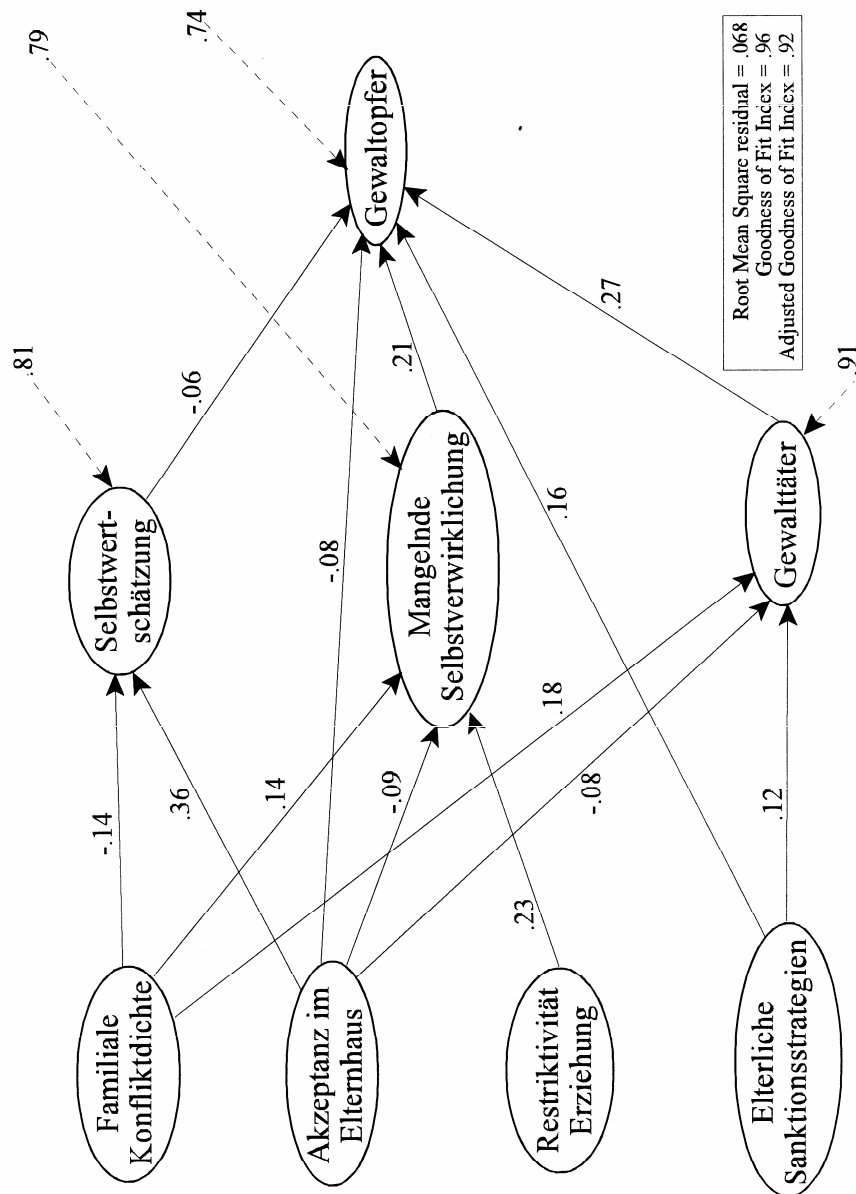 .81
.79
.74
Familiale
Konfliktdichte
-.14
Selbstwert-
schätzung
-.06
.36
Akzeptanz im
Elternhaus
.14
-.08
Gewaltopfer
-.09
Mangelnde
Selbstverwirklichung
.21
Restriktivität
Erziehung
.23
.18
.16
.27
-.08
Elterliche
Sanktionsstrategien
.12
Gewalttäter
.91
Root Mean Square residual = .068
Goodness of Fit Index = .96
Adjusted Goodness of Fit Index = .92